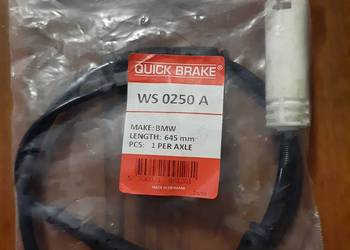 QUICK BRAKE®
WS 0250 A
MAKE: BMW
LENGTH: 645 mm
PCS: 1 PER AXLE
MADE IN DENMARK